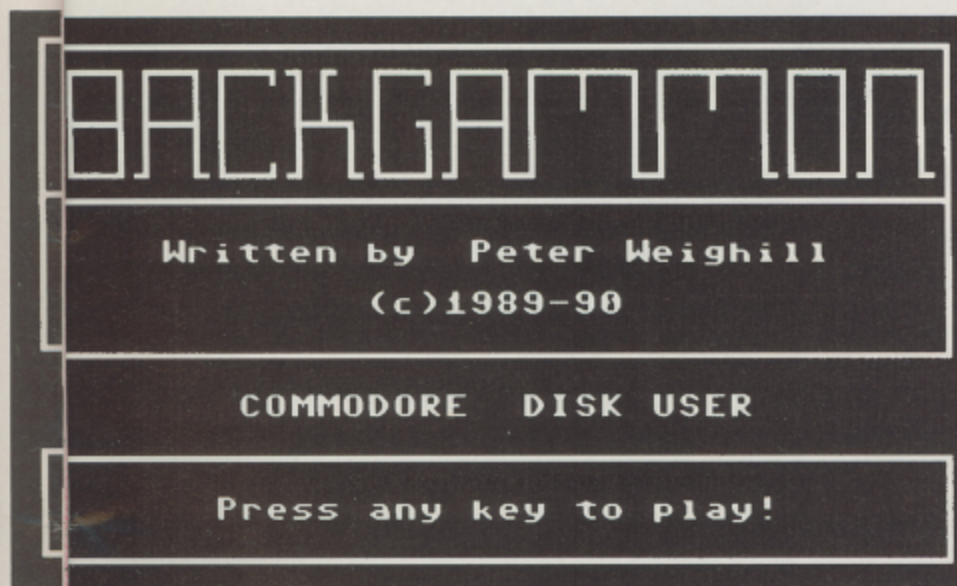 BACKGAMMON
Written by Peter Weighill
(c)1989-90
COMMODORE DISK USER
Press any key to play!